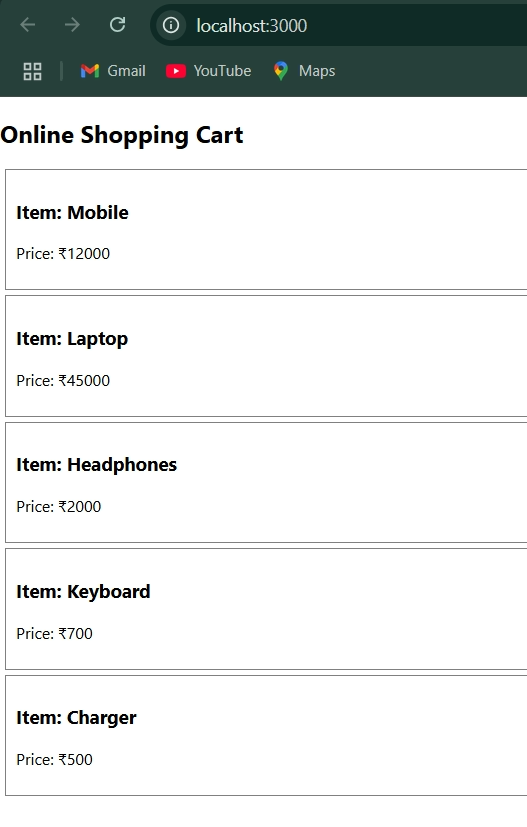 localhost:3000
Gmail YouTube Maps
Online Shopping Cart
Item: Mobile
Price: ₹12000
Item: Laptop
Price: ₹45000
Item: Headphones
Price: ₹2000
Item: Keyboard
Price: ₹700
Item: Charger
Price: ₹500